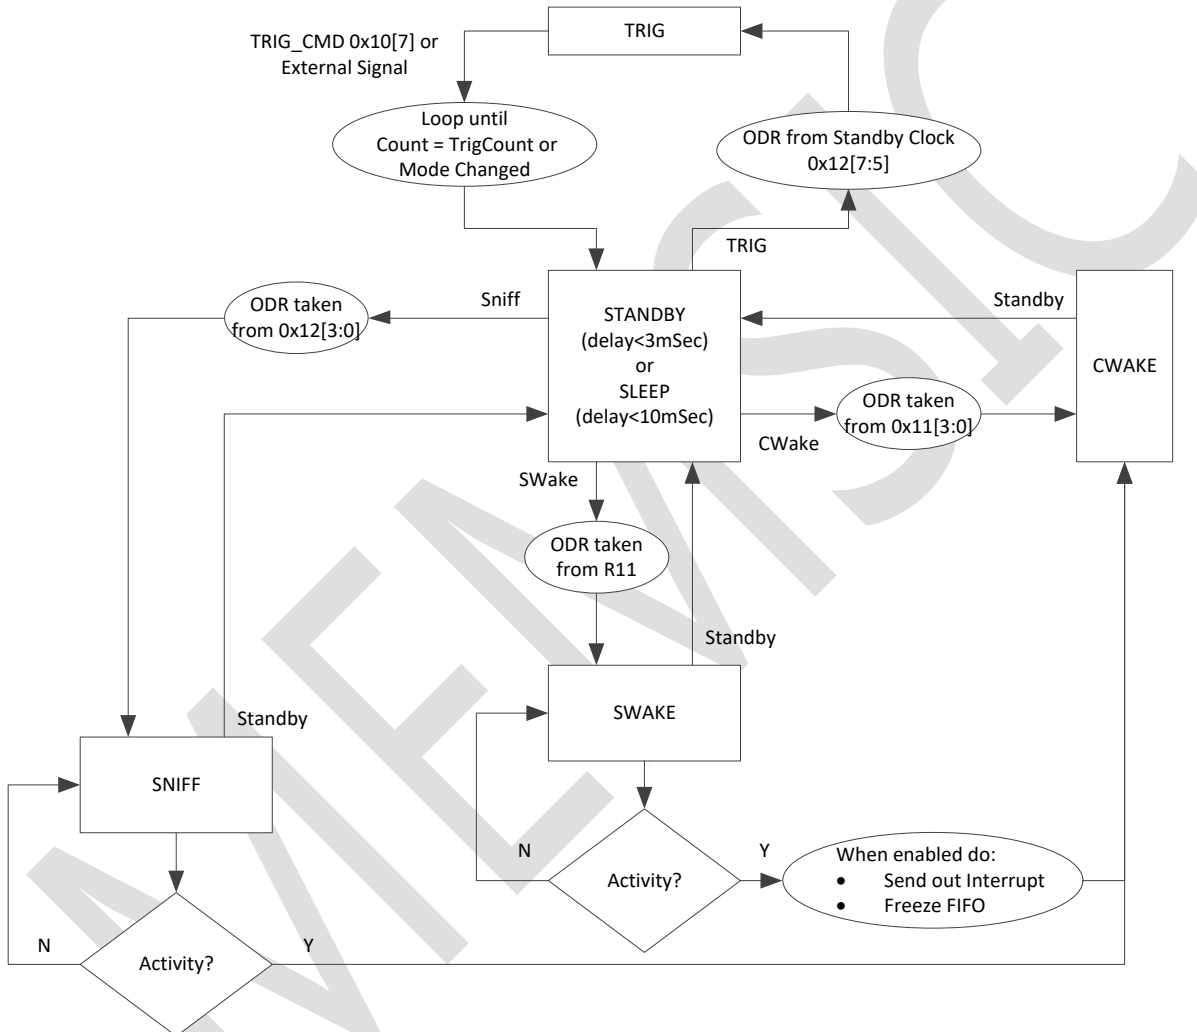 TRIG
TRIG_CMD 0x10[7] or
External Signal
Loop until
Count = TrigCount or
Mode Changed
ODR from Standby Clock
0x12[7:5]
TRIG
ODR taken
from 0x12[3:0]
Sniff
STANDBY
(delay<3mSec)
or
SLEEP
(delay<10mSec)
Standby
CWAKE
ODR taken
from 0x11[3:0]
CWake
SWake
ODR taken
from R11
Standby
SWAKE
Standby
SNIFF
N
Activity?
Y
When enabled do:
• Send out Interrupt
• Freeze FIFO
N
Activity?
Y
MEMSIC